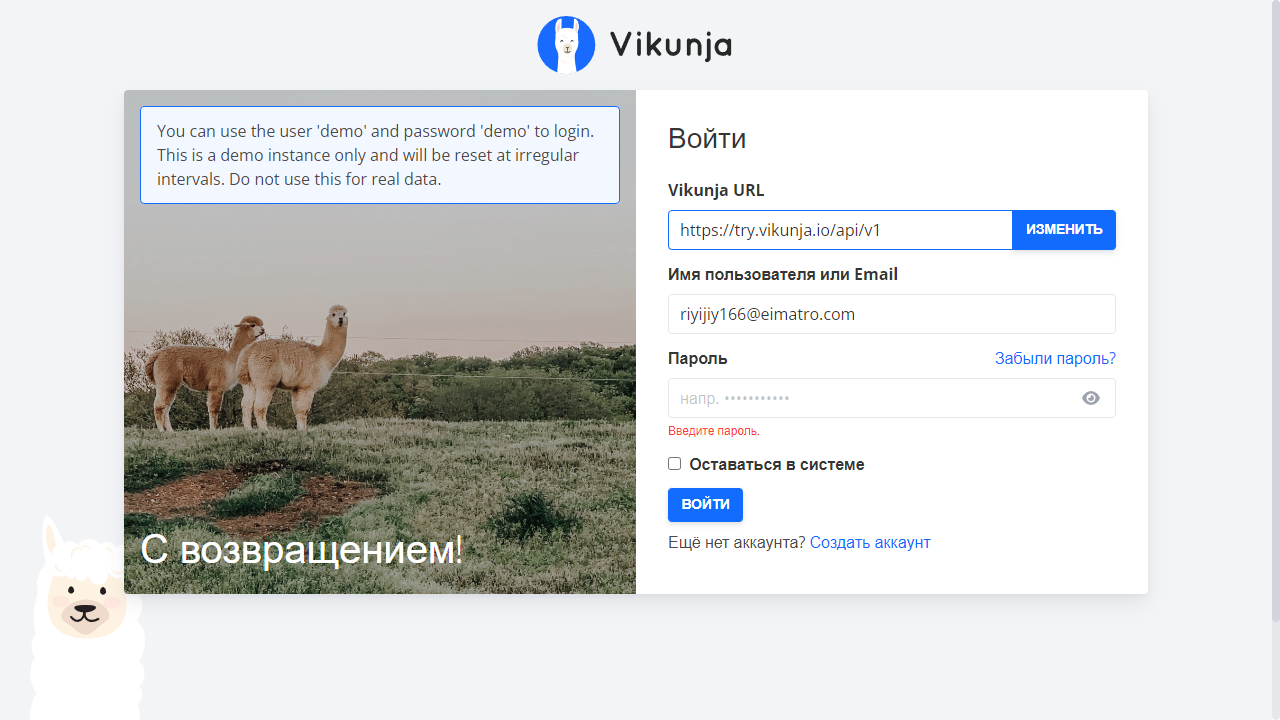 Vikunja
You can use the user 'demo' and password 'demo' to login.
This is a demo instance only and will be reset at irregular
intervals. Do not use this for real data.
С возвращением!
Войти
Vikunja URL
https://try.vikunja.io/api/v1
ИЗМЕНИТЬ
Имя пользователя или Email
riyijiy166@eimatro.com
Пароль
Забыли пароль?
напр. •••••••••••
Введите пароль.
Оставаться в системе
ВОЙТИ
Ещё нет аккаунта? Создать аккаунт